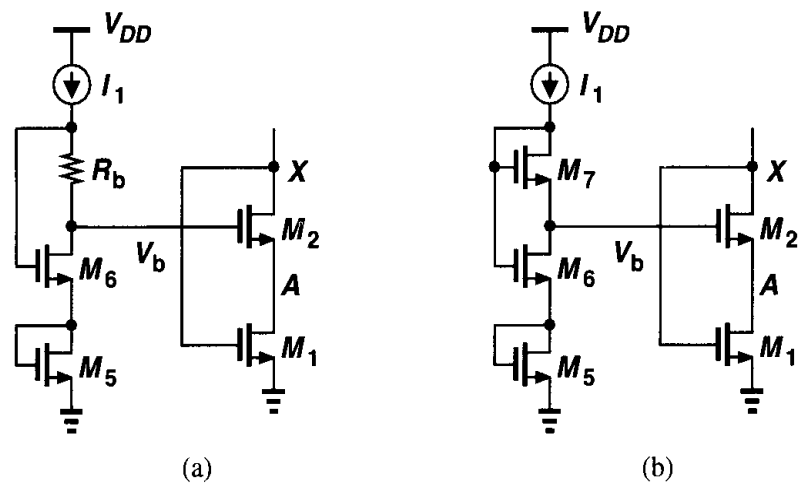 V_DD
I_1
R_b
X
M_2
V_b
M_6
A
M_5
M_1
(a)
V_DD
I_1
M_7
X
M_2
V_b
M_6
A
M_5
M_1
(b)